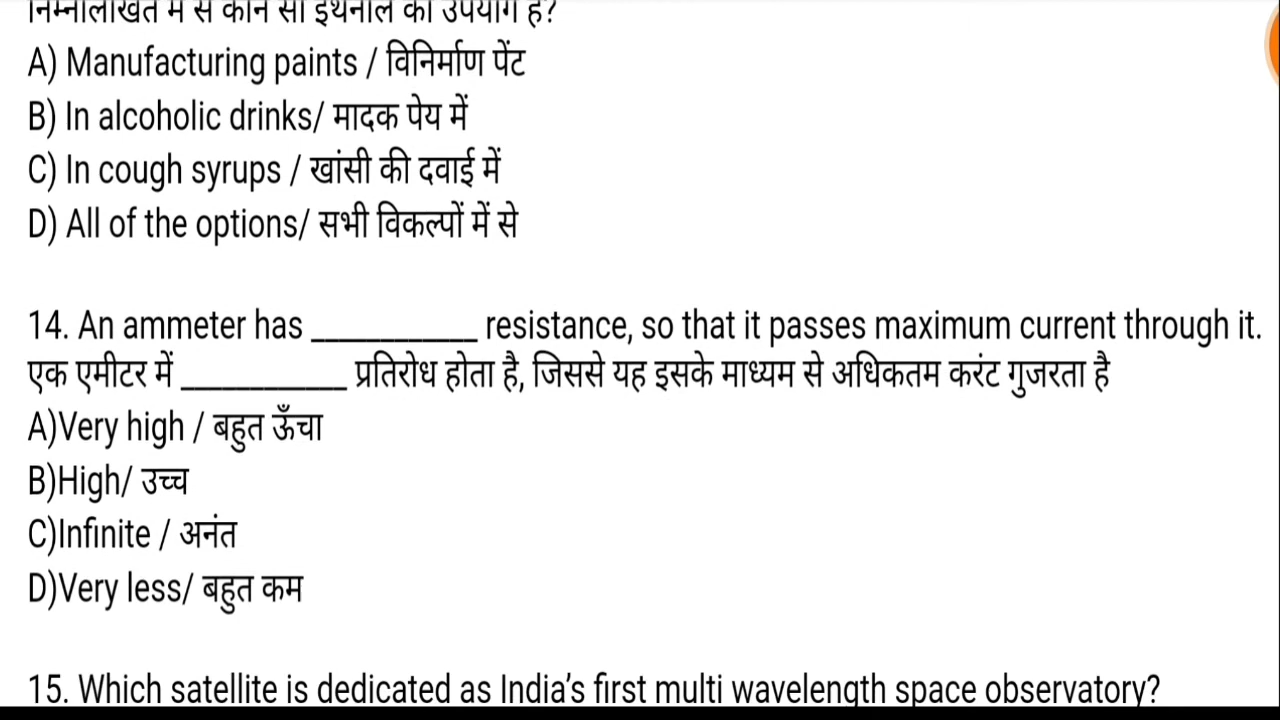 निम्नलिखित में से कौन सा इथेनॉल का उपयोग है?
A) Manufacturing paints / विनिर्माण पेंट
B) In alcoholic drinks/ मादक पेय में
C) In cough syrups / खांसी की दवाई में
D) All of the options/ सभी विकल्पों में से
14. An ammeter has ___________ resistance, so that it passes maximum current through it.
एक एमीटर में ___________ प्रतिरोध होता है, जिससे यह इसके माध्यम से अधिकतम करंट गुजरता है
A)Very high / बहुत ऊँचा
B)High/ उच्च
C)Infinite / अनंत
D)Very less/ बहुत कम
15. Which satellite is dedicated as India's first multi wavelength space observatory?